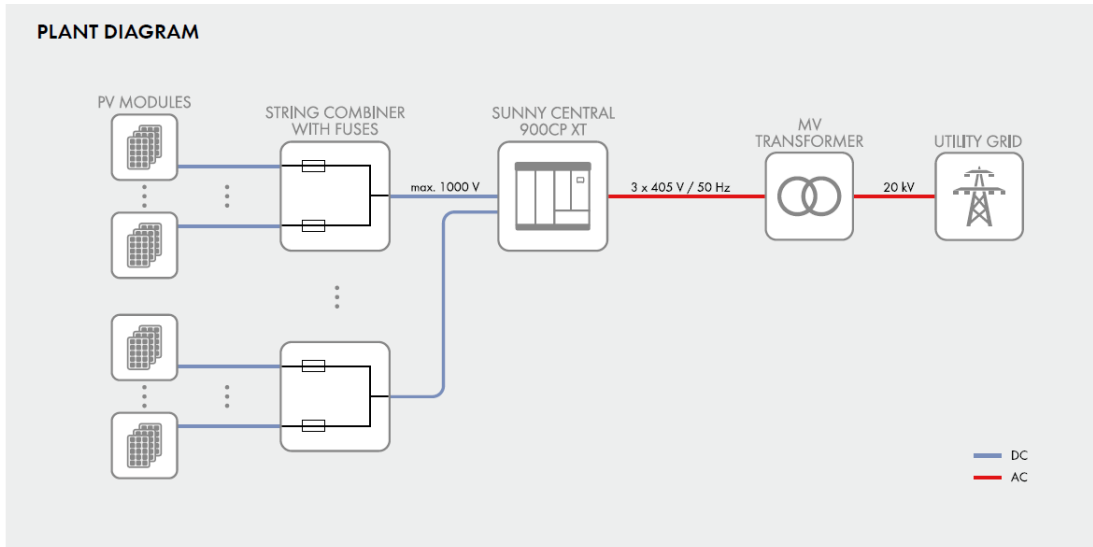 PLANT DIAGRAM
PV MODULES
STRING COMBINER
WITH FUSES
SUNNY CENTRAL
900CP XT
MV
TRANSFORMER
UTILITY GRID
max. 1000 V
3 x 405 V / 50 Hz
20 kV
DC
AC